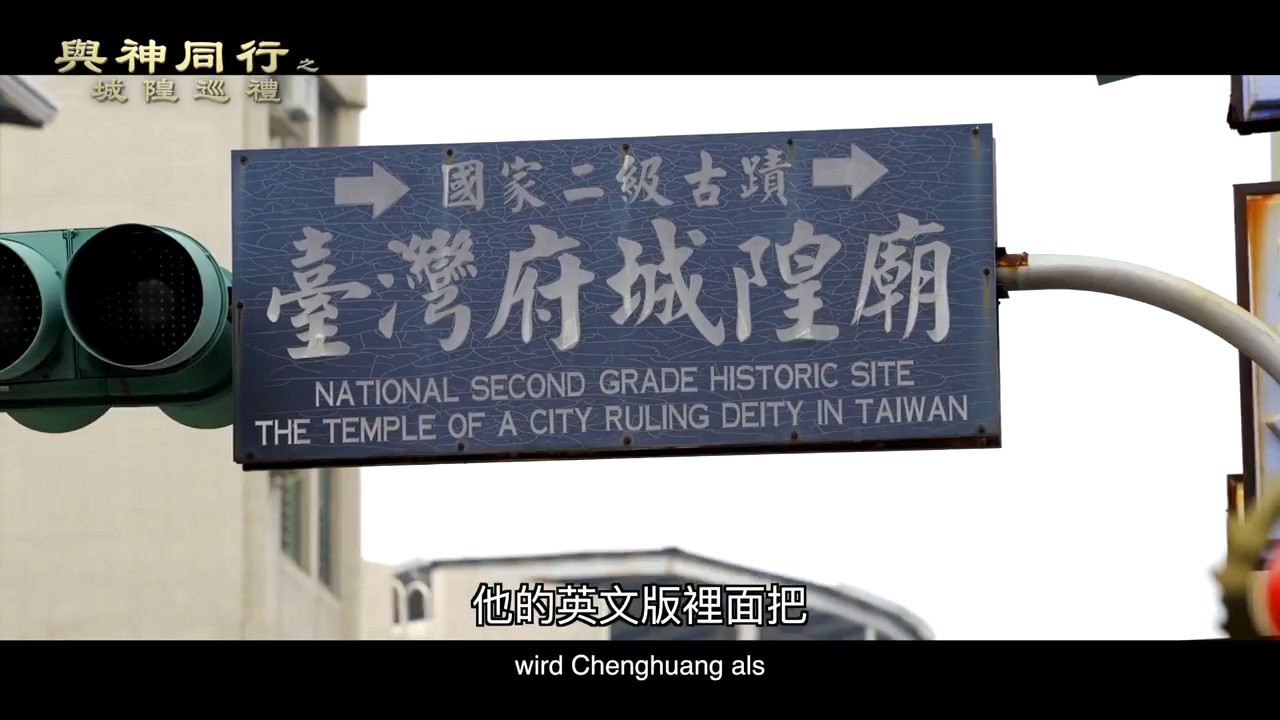 與神同行之
城隍巡禮
國家二級古蹟
臺灣府城隍廟
NATIONAL SECOND GRADE HISTORIC SITE
THE TEMPLE OF A CITY RULING DEITY IN TAIWAN
他的英文版裡面把
wird Chenghuang als